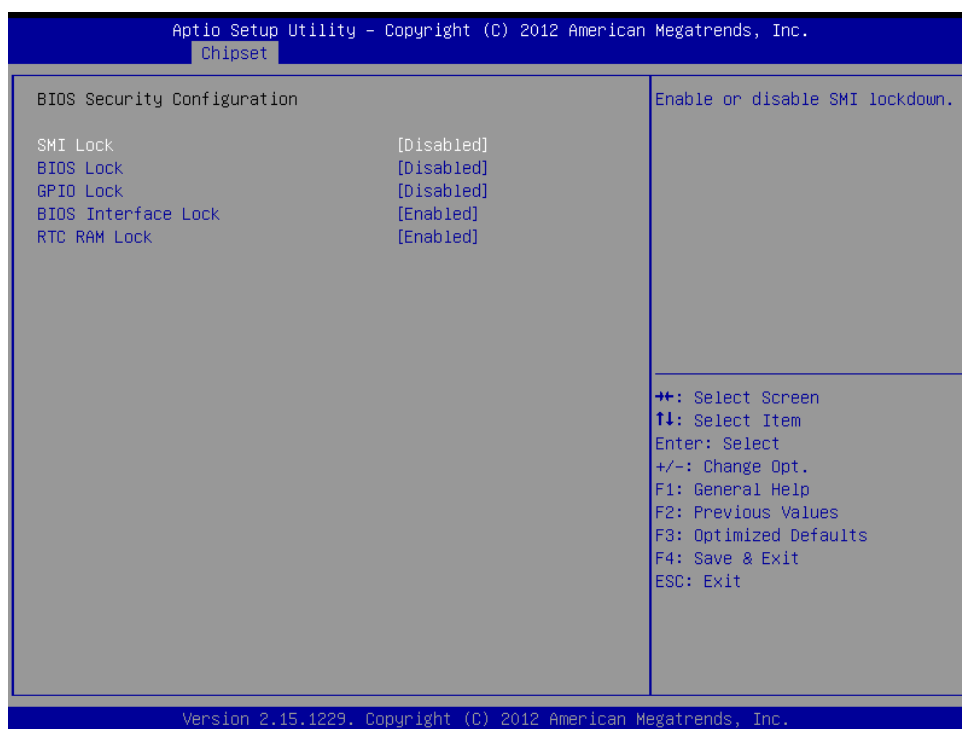 Aptio Setup Utility – Copyright (C) 2012 American Megatrends, Inc.
Chipset
BIOS Security Configuration
SMI Lock [Disabled]
BIOS Lock [Disabled]
GPIO Lock [Disabled]
BIOS Interface Lock [Enabled]
RTC RAM Lock [Enabled]
Enable or disable SMI lockdown.
→←: Select Screen
↑↓: Select Item
Enter: Select
+/-: Change Opt.
F1: General Help
F2: Previous Values
F3: Optimized Defaults
F4: Save & Exit
ESC: Exit
Version 2.15.1229. Copyright (C) 2012 American Megatrends, Inc.